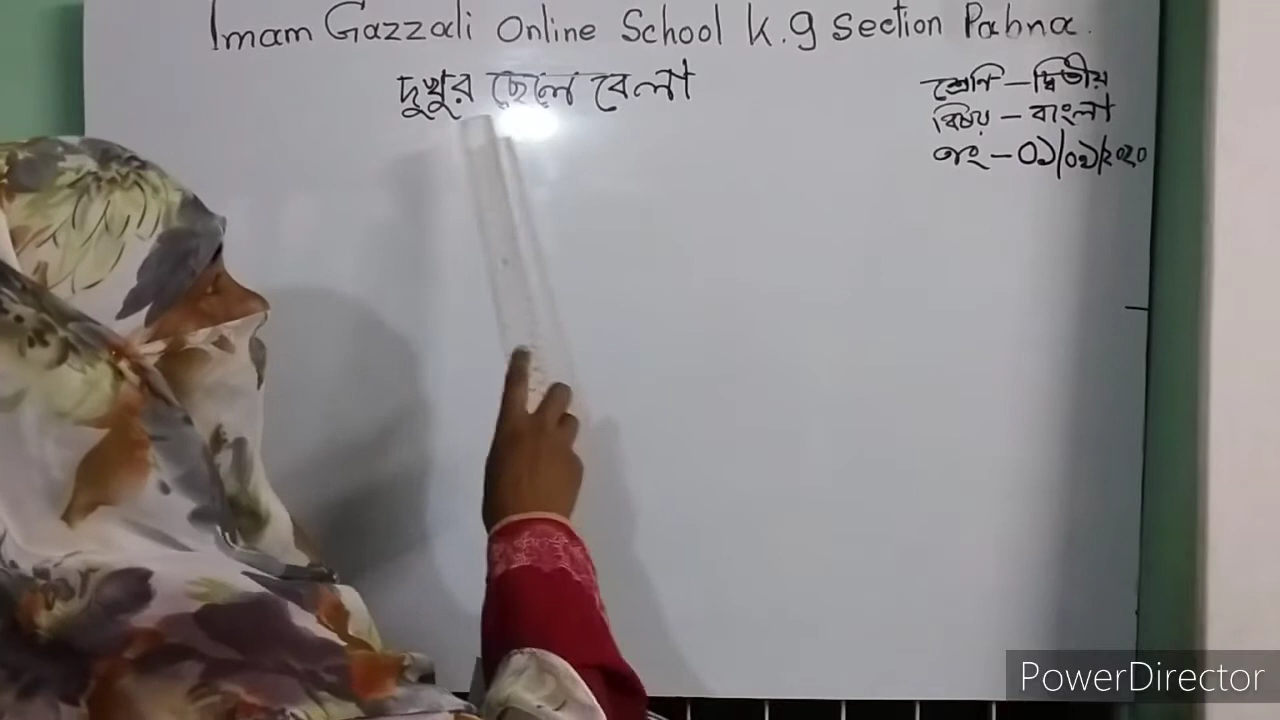 Imam Gazzali Online School K.g Section Pabna.
দুখুর ছেলে বেলা
শ্রেণি – দ্বিতীয়
বিষয় – বাংলা
তাং – ০১/০৯/২০২০
PowerDirector